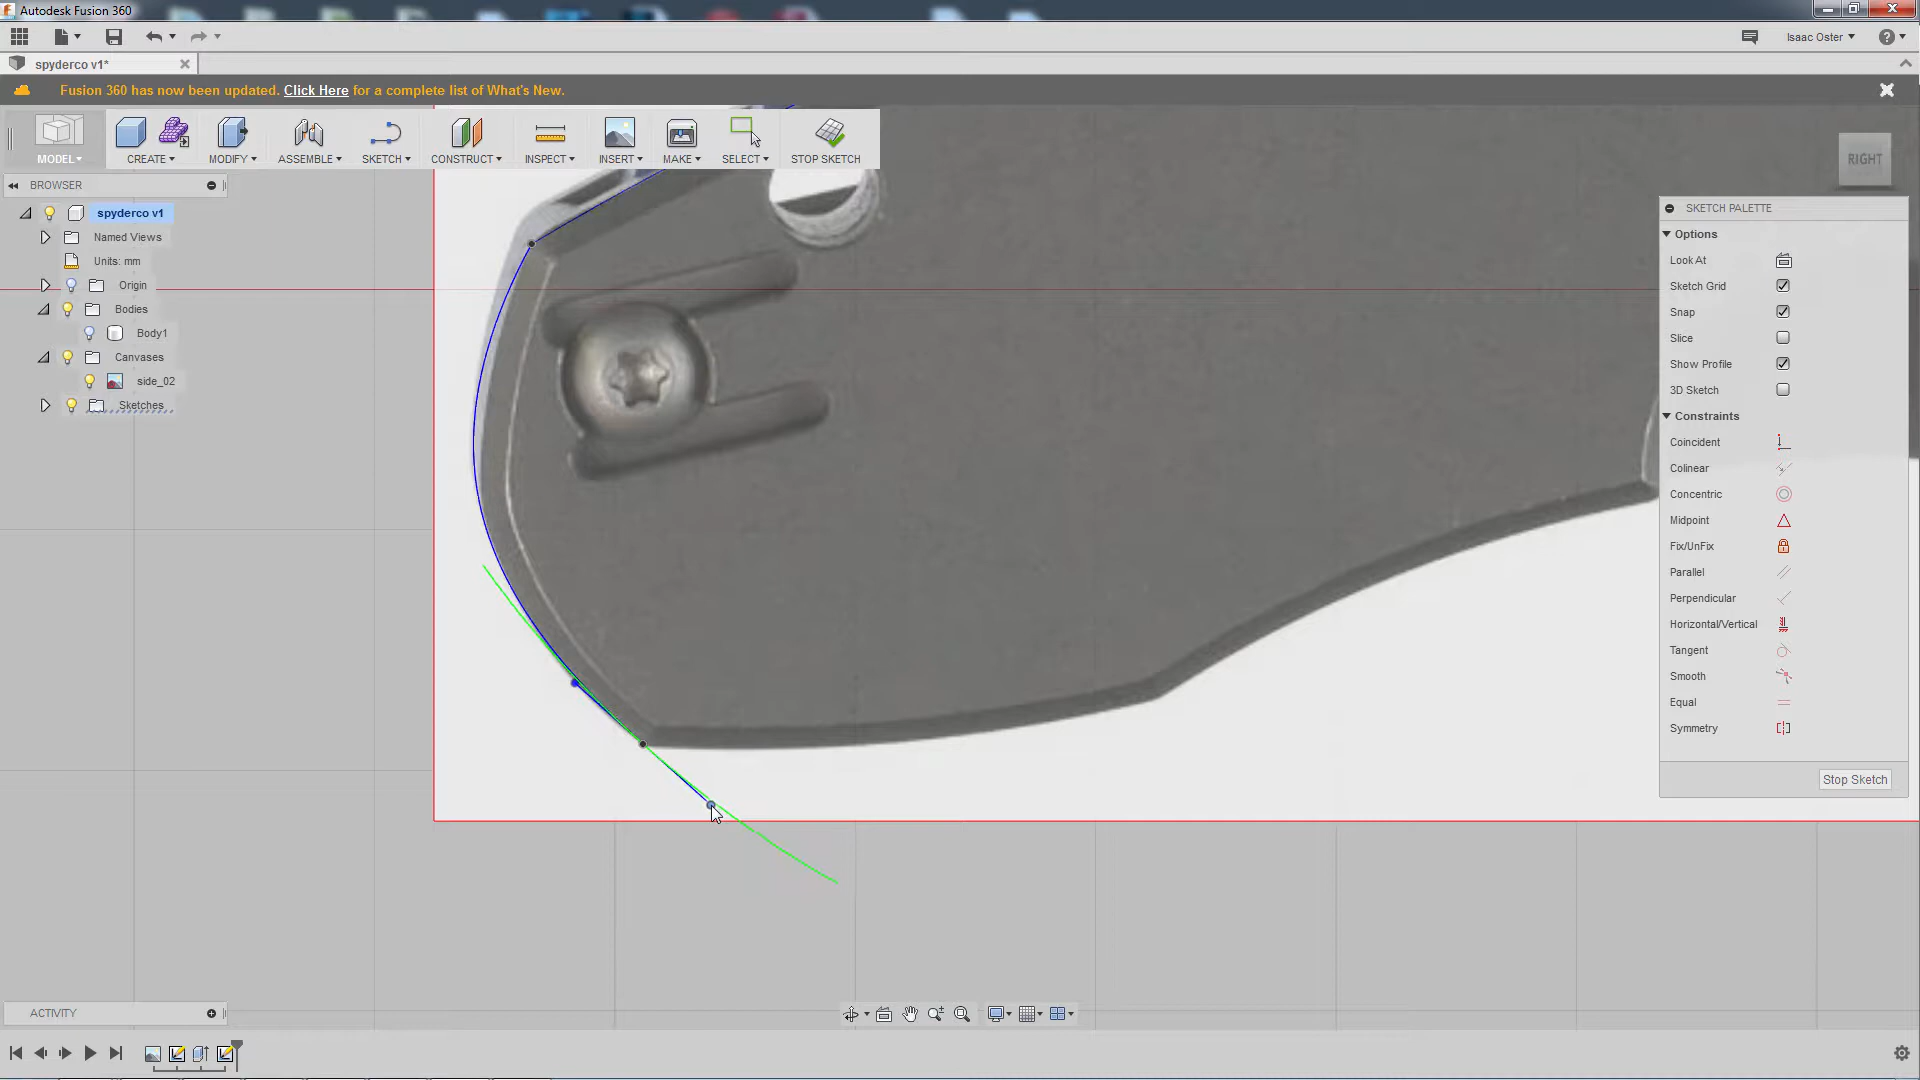 Autodesk Fusion 360
Isaac Oster
spyderco v1*
Fusion 360 has now been updated. Click Here for a complete list of What's New.
MODEL
CREATE
MODIFY
ASSEMBLE
SKETCH
CONSTRUCT
INSPECT
INSERT
MAKE
SELECT
STOP SKETCH
RIGHT
BROWSER
spyderco v1
Named Views
Units: mm
Origin
Bodies
Body1
Canvases
side_02
Sketches
SKETCH PALETTE
Options
Look At
Sketch Grid
Snap
Slice
Show Profile
3D Sketch
Constraints
Coincident
Colinear
Concentric
Midpoint
Fix/UnFix
Parallel
Perpendicular
Horizontal/Vertical
Tangent
Smooth
Equal
Symmetry
Stop Sketch
ACTIVITY